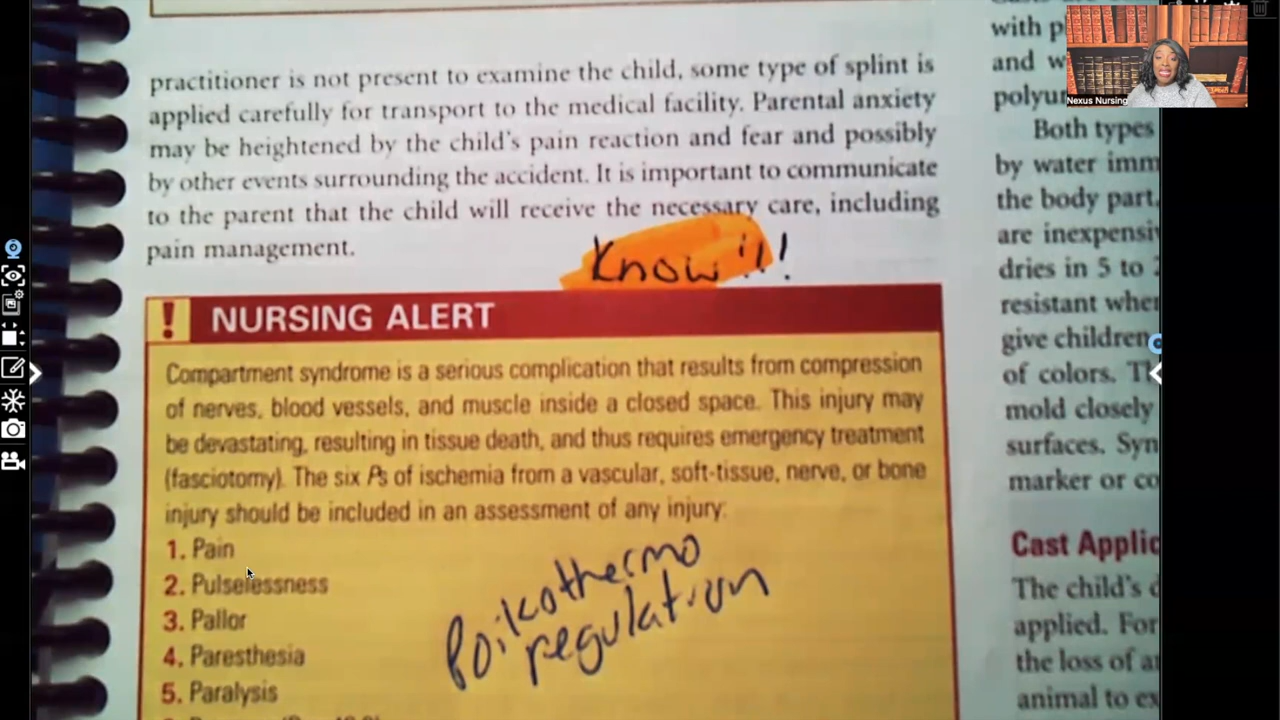 practitioner is not present to examine the child, some type of splint is
applied carefully for transport to the medical facility. Parental anxiety
may be heightened by the child's pain reaction and fear and possibly
by other events surrounding the accident. It is important to communicate
to the parent that the child will receive the necessary care, including
pain management.
Know !!!
! NURSING ALERT
Compartment syndrome is a serious complication that results from compression
of nerves, blood vessels, and muscle inside a closed space. This injury may
be devastating, resulting in tissue death, and thus requires emergency treatment
(fasciotomy). The six Ps of ischemia from a vascular, soft-tissue, nerve, or bone
injury should be included in an assessment of any injury:
1. Pain
2. Pulselessness
3. Pallor
4. Paresthesia
5. Paralysis
Poikothermo
regulation
with p
and w
polyu
Both types
by water imm
the body part,
are inexpensi
dries in 5 to
resistant whe
give children
of colors. T
mold closely
surfaces. Syn
marker or co
Cast Applic
The child's d
applied. For
the loss of a
animal to ex
Nexus Nursing